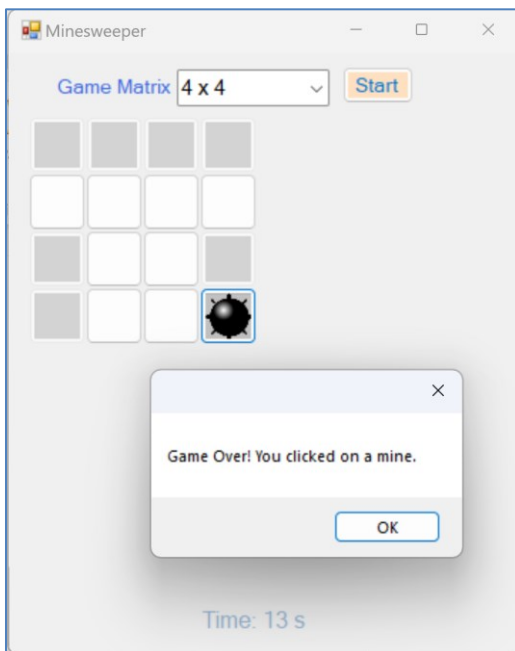 Minesweeper
Game Matrix 4 x 4 Start
Game Over! You clicked on a mine.
OK
Time: 13 s